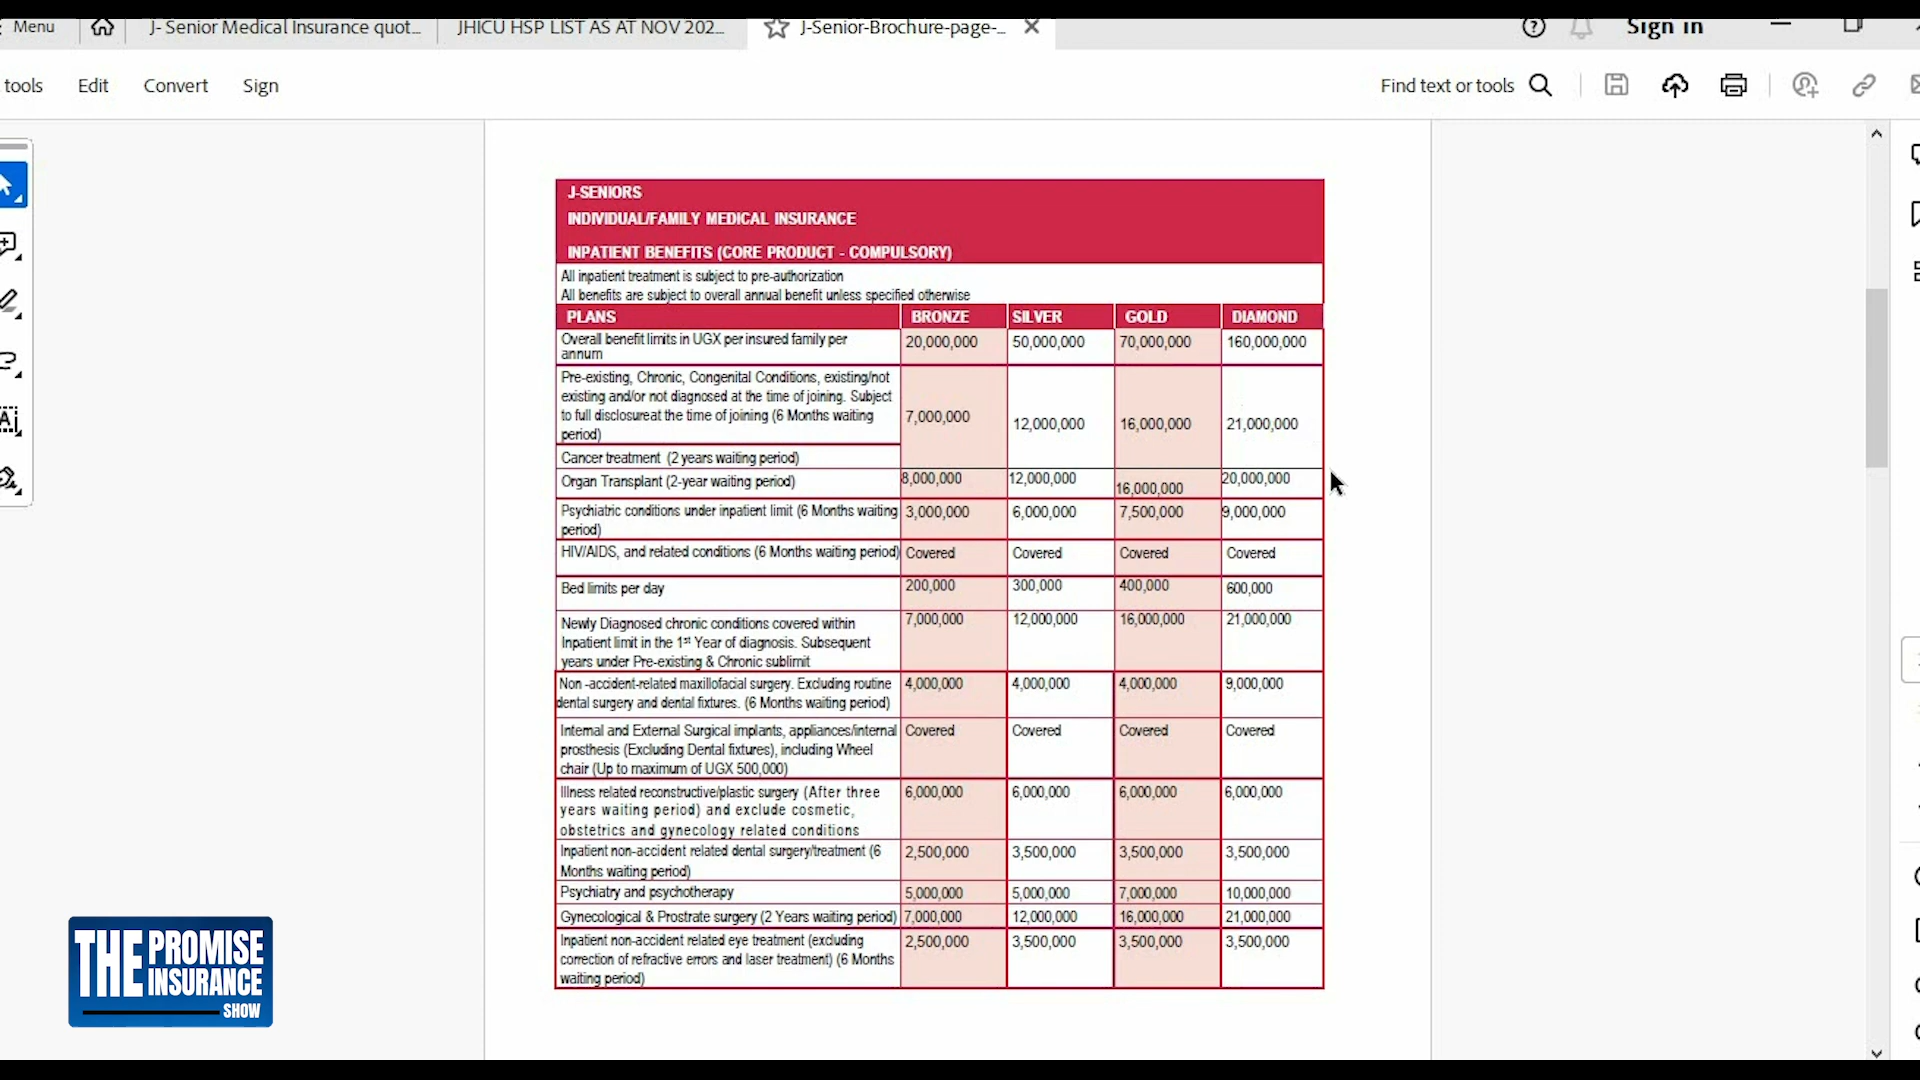 Menu
J- Senior Medical Insurance quot...
JHICU HSP LIST AS AT NOV 202...
J-Senior-Brochure-page-...
Sign in
tools
Edit
Convert
Sign
Find text or tools
J-SENIORS
INDIVIDUAL/FAMILY MEDICAL INSURANCE
INPATIENT BENEFITS (CORE PRODUCT - COMPULSORY)
All inpatient treatment is subject to pre-authorization
All benefits are subject to overall annual benefit unless specified otherwise
PLANS BRONZE SILVER GOLD DIAMOND
Overall benefit limits in UGX per insured family per
annum
20,000,000 50,000,000 70,000,000 160,000,000
Pre-existing, Chronic, Congenital Conditions, existing/not
existing and/or not diagnosed at the time of joining. Subject
to full disclosureat the time of joining (6 Months waiting
period)
7,000,000 12,000,000 16,000,000 21,000,000
Cancer treatment (2 years waiting period)
Organ Transplant (2-year waiting period) 8,000,000 12,000,000 16,000,000 20,000,000
Psychiatric conditions under inpatient limit (6 Months waiting
period)
3,000,000 6,000,000 7,500,000 9,000,000
HIV/AIDS, and related conditions (6 Months waiting period) Covered Covered Covered Covered
Bed limits per day 200,000 300,000 400,000 600,000
Newly Diagnosed chronic conditions covered within
Inpatient limit in the 1st Year of diagnosis. Subsequent
years under Pre-existing & Chronic sublimit
7,000,000 12,000,000 16,000,000 21,000,000
Non -accident-related maxillofacial surgery. Excluding routine
dental surgery and dental fixtures. (6 Months waiting period)
4,000,000 4,000,000 4,000,000 9,000,000
Internal and External Surgical implants, appliances/internal
prosthesis (Excluding Dental fixtures), including Wheel
chair (Up to maximum of UGX 500,000)
Covered Covered Covered Covered
Illness related reconstructive/plastic surgery (After three
years waiting period) and exclude cosmetic,
obstetrics and gynecology related conditions
6,000,000 6,000,000 6,000,000 6,000,000
Inpatient non-accident related dental surgery/treatment (6
Months waiting period)
2,500,000 3,500,000 3,500,000 3,500,000
Psychiatry and psychotherapy 5,000,000 5,000,000 7,000,000 10,000,000
Gynecological & Prostrate surgery (2 Years waiting period) 7,000,000 12,000,000 16,000,000 21,000,000
Inpatient non-accident related eye treatment (excluding
correction of refractive errors and laser treatment) (6 Months
waiting period)
2,500,000 3,500,000 3,500,000 3,500,000
THE PROMISE
INSURANCE
SHOW